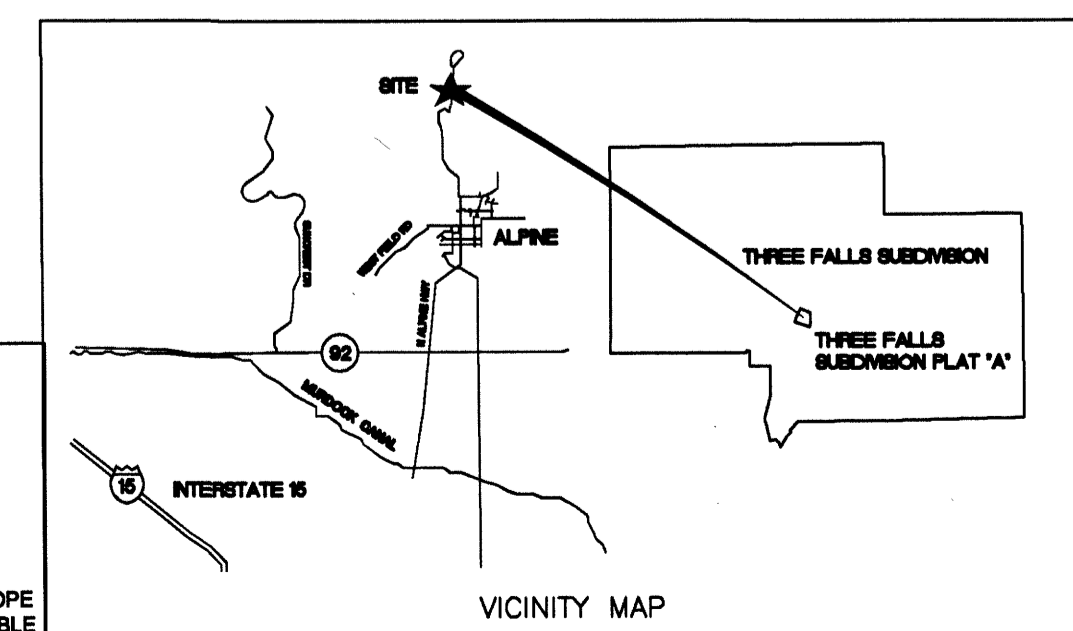 SITE
ALPINE
WEST FIELD RD
N ALPINE HWY
92
MURDOCK CANAL
15
INTERSTATE 15
THREE FALLS SUBDIVISION
THREE FALLS
SUBDIVISION PLAT "A"
OPE
BLE
VICINITY MAP